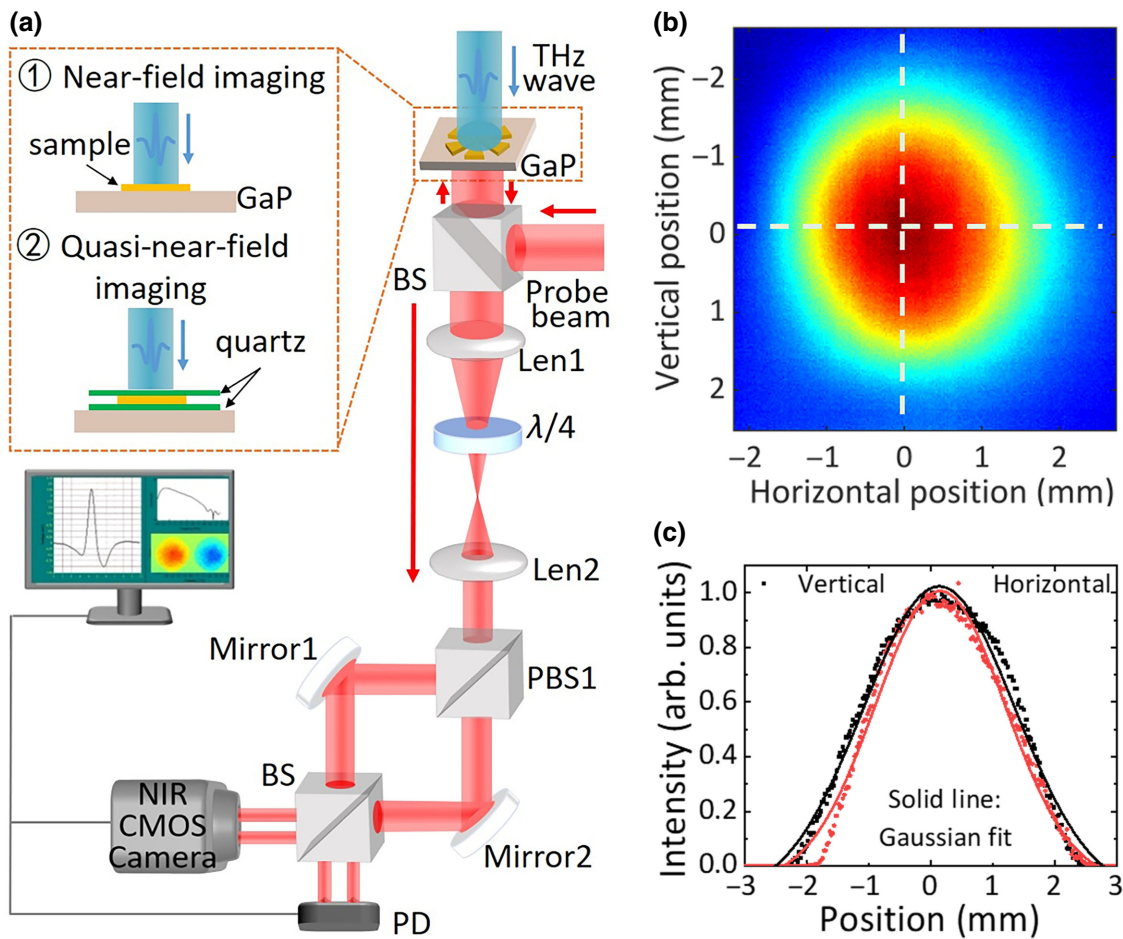 (a)
① Near-field imaging
sample
GaP
② Quasi-near-field
imaging
quartz
THz
wave
GaP
BS
Probe
beam
Len1
λ/4
Len2
Mirror1
PBS1
BS
NIR
CMOS
Camera
Mirror2
PD
(b)
Vertical position (mm)
−2
−1
0
1
2
−2 −1 0 1 2
Horizontal position (mm)
(c)
Intensity (arb. units)
1.0
0.8
0.6
0.4
0.2
0.0
Vertical Horizontal
Solid line:
Gaussian fit
−3 −2 −1 0 1 2 3
Position (mm)